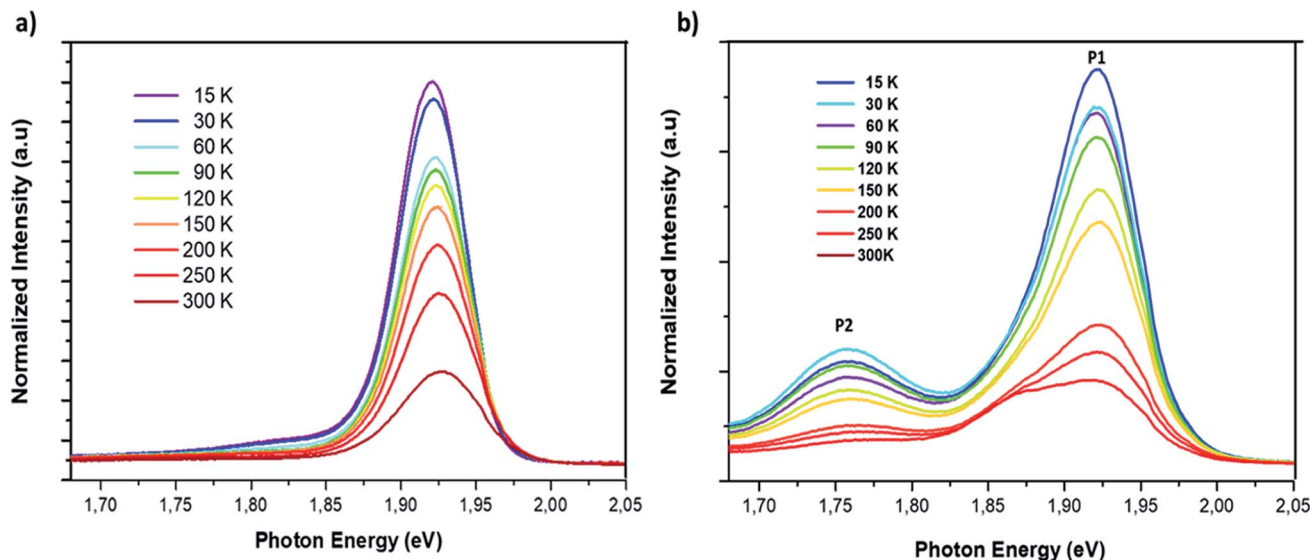 a)
Normalized Intensity (a.u)
15 K
30 K
60 K
90 K
120 K
150 K
200 K
250 K
300 K
1,70 1,75 1,80 1,85 1,90 1,95 2,00 2,05
Photon Energy (eV)
b)
Normalized Intensity (a.u)
P1
15 K
30 K
60 K
90 K
120 K
150 K
200 K
250 K
300K
P2
1,70 1,75 1,80 1,85 1,90 1,95 2,00 2,05
Photon Energy (eV)